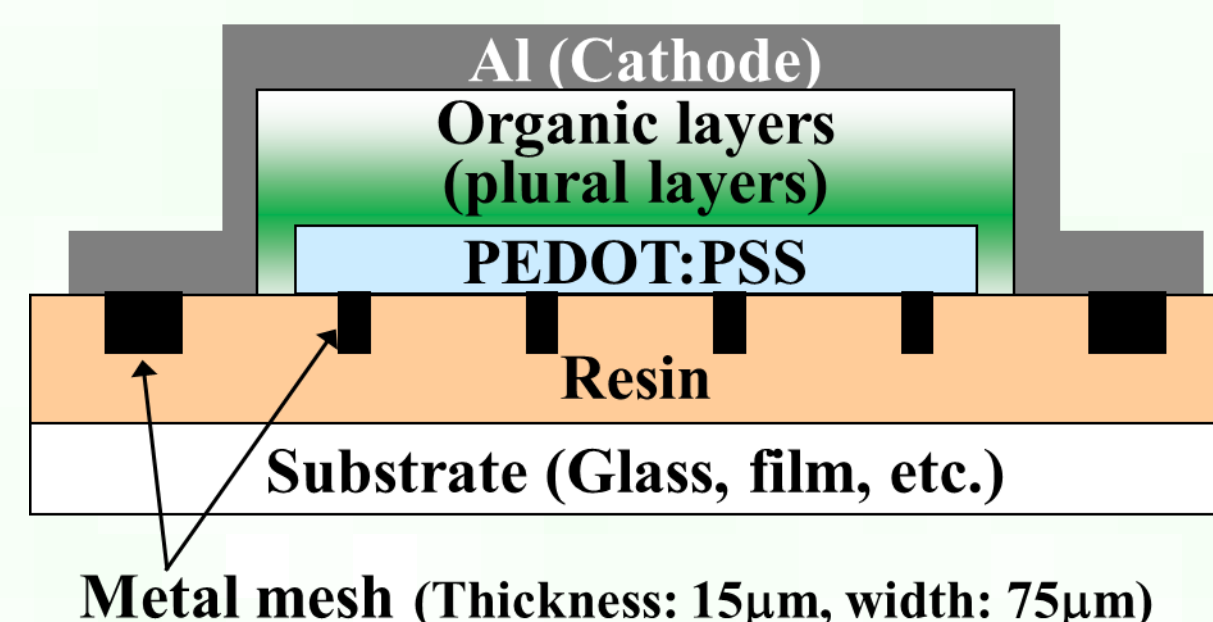 Al (Cathode)
Organic layers
(plural layers)
PEDOT:PSS
Resin
Substrate (Glass, film, etc.)
Metal mesh (Thickness: 15μm, width: 75μm)